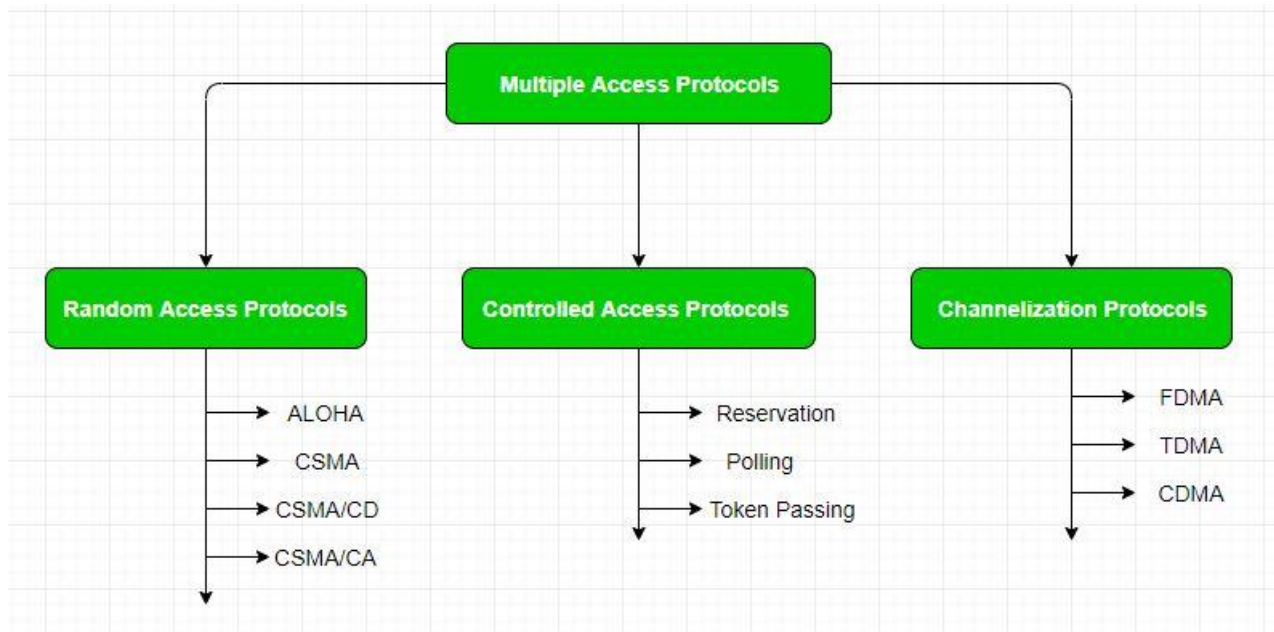 Multiple Access Protocols
Random Access Protocols
Controlled Access Protocols
Channelization Protocols
ALOHA
CSMA
CSMA/CD
CSMA/CA
Reservation
Polling
Token Passing
FDMA
TDMA
CDMA